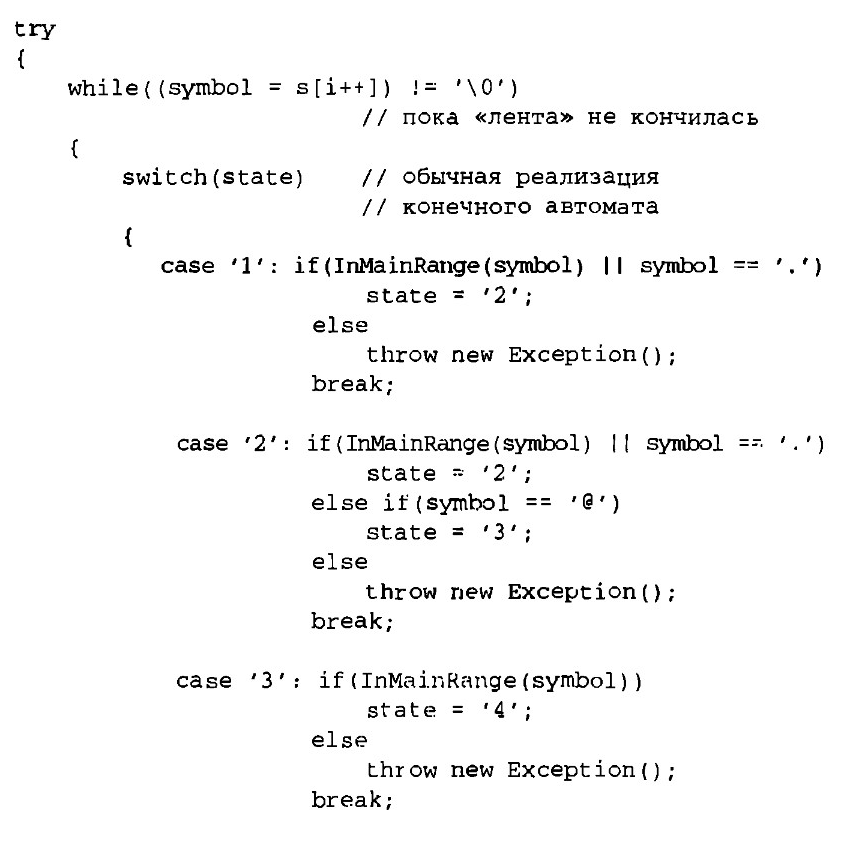 try
{
while((symbol = s[i++]) != '\0')
// пока «лента» не кончилась
{
switch(state) // обычная реализация
// конечного автомата
{
case '1': if(InMainRange(symbol) || symbol == '.')
state = '2';
else
throw new Exception();
break;
case '2': if(InMainRange(symbol) || symbol == '.')
state = '2';
else if(symbol == '@')
state = '3';
else
throw new Exception();
break;
case '3': if(InMainRange(symbol))
state = '4';
else
throw new Exception();
break;